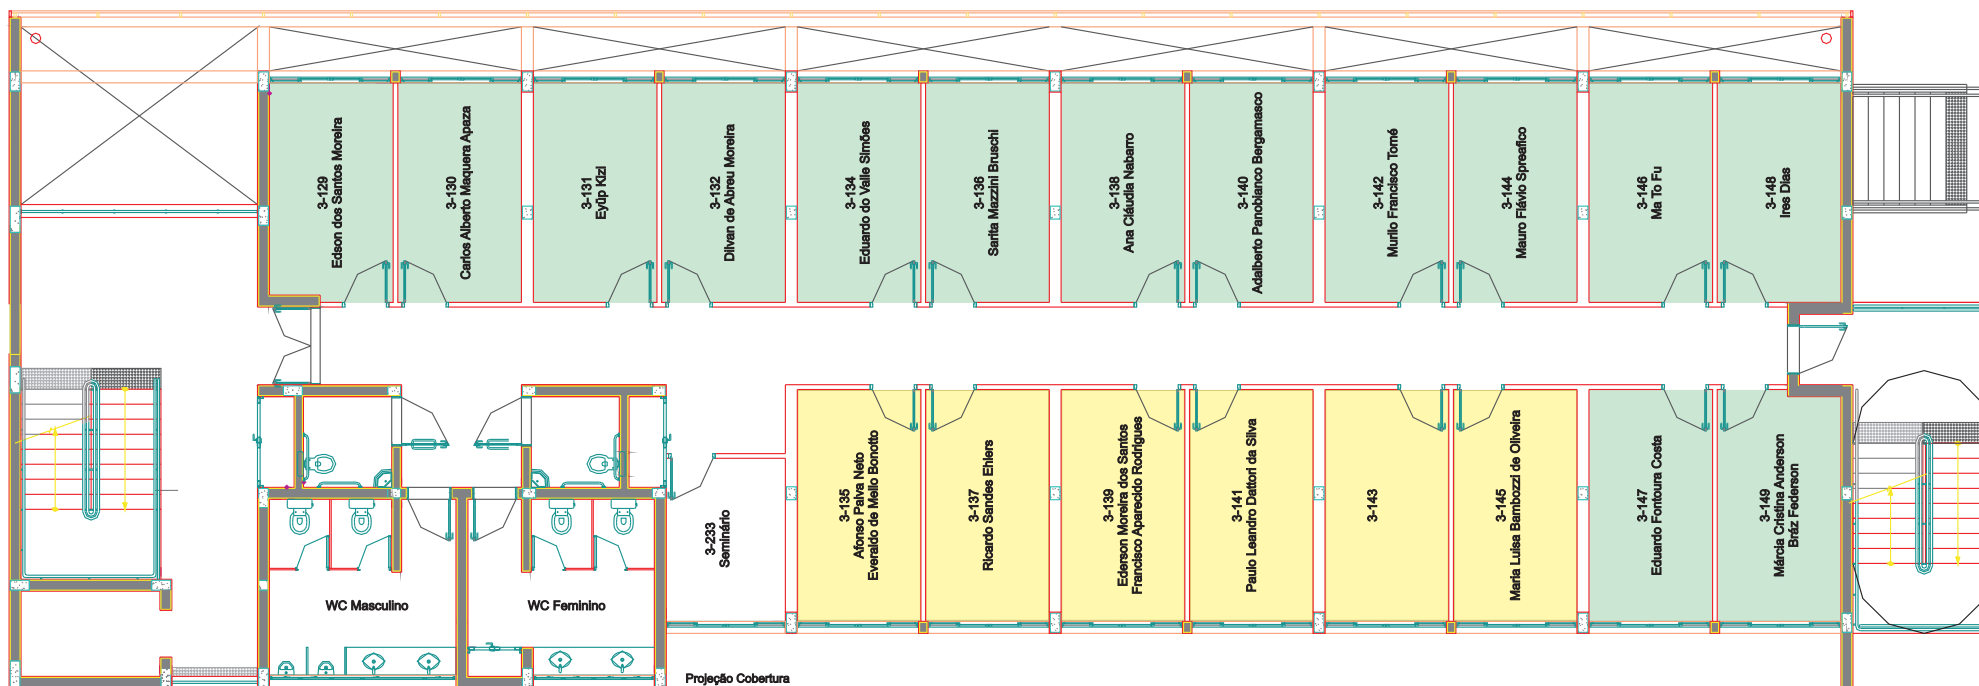 3-129
Edson dos Santos Moreira
3-130
Carlos Alberto Maquera Apaza
3-131
Eyüp Kizl
3-132
Dilvan de Abreu Moreira
3-134
Eduardo do Valle Simões
3-136
Sarita Mazzini Bruschi
3-138
Ana Cláudia Nabarro
3-140
Adalberto Panobianco Bergamasco
3-142
Murilo Francisco Tomé
3-144
Mauro Flávio Spreafico
3-146
Ma To Fu
3-148
Ires Dias
3-233
Seminário
3-135
Afonso Paiva Neto
Everaldo de Mello Bonotto
3-137
Ricardo Sandes Ehlers
3-139
Ederson Moreira dos Santos
Francisco Aparecido Rodrigues
3-141
Paulo Leandro Dattori da Silva
3-143
3-145
Maria Luisa Bambozzi de Oliveira
3-147
Eduardo Fontoura Costa
3-149
Márcia Cristina Anderson
Bráz Federson
WC Masculino
WC Feminino
Projeção Cobertura